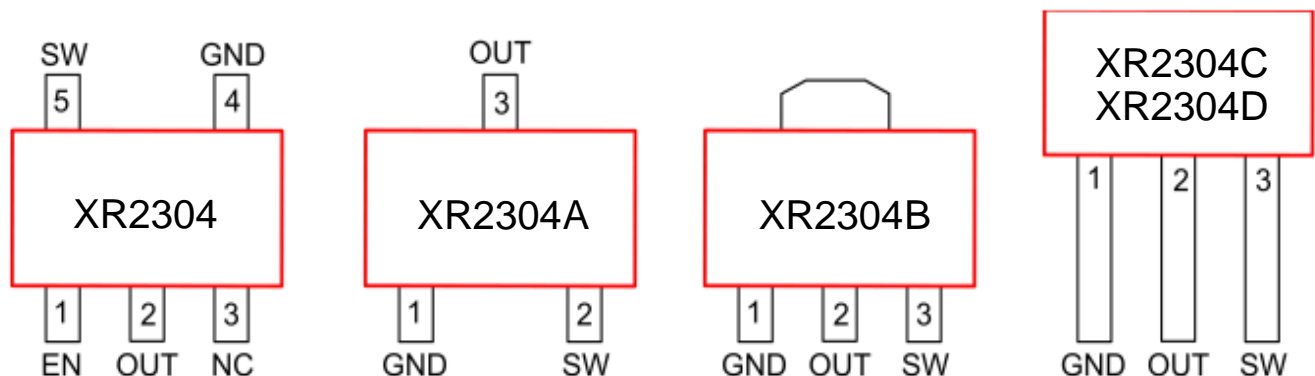 SW GND
5 4
XR2304
1 2 3
EN OUT NC
OUT
3
XR2304A
1 2
GND SW
XR2304B
1 2 3
GND OUT SW
XR2304C
XR2304D
1 2 3
GND OUT SW